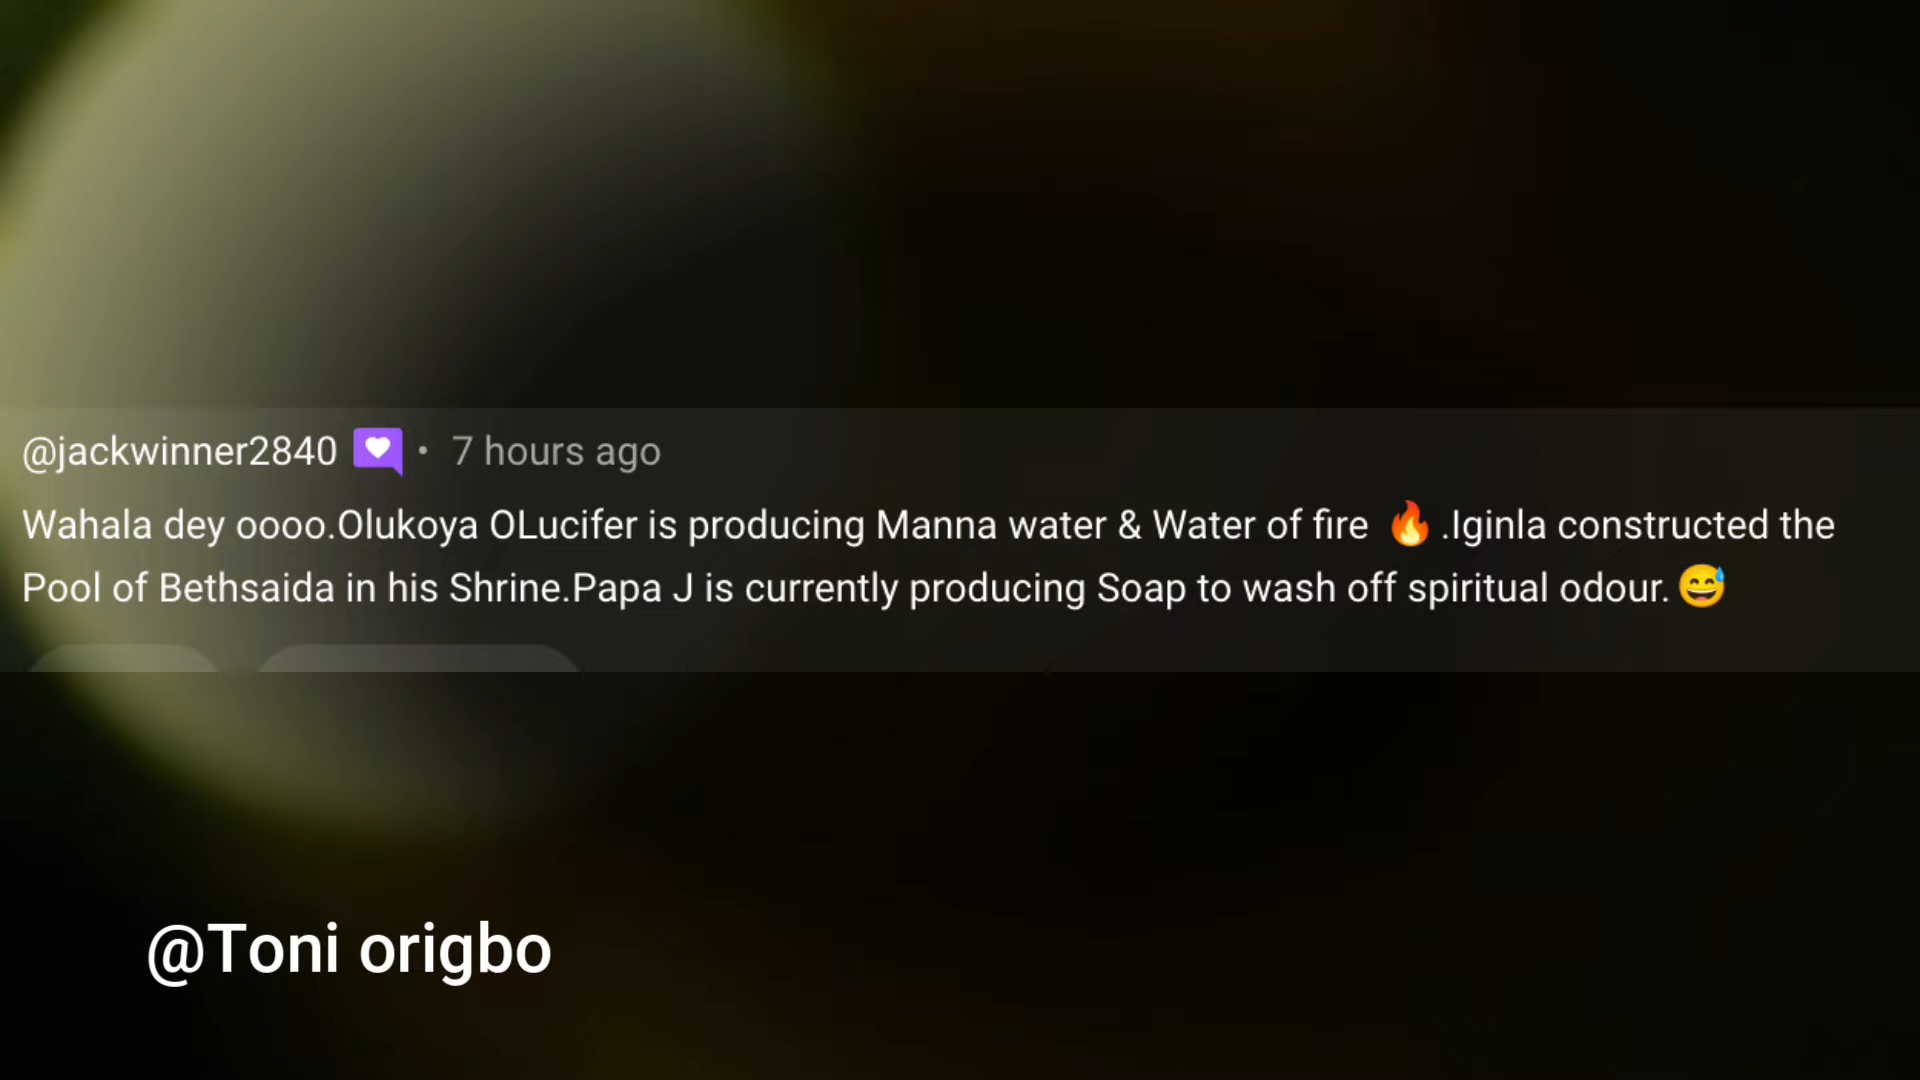 @jackwinner2840 • 7 hours ago
Wahala dey oooo.Olukoya OLucifer is producing Manna water & Water of fire 🔥.Iginla constructed the
Pool of Bethsaida in his Shrine.Papa J is currently producing Soap to wash off spiritual odour.😅
@Toni origbo